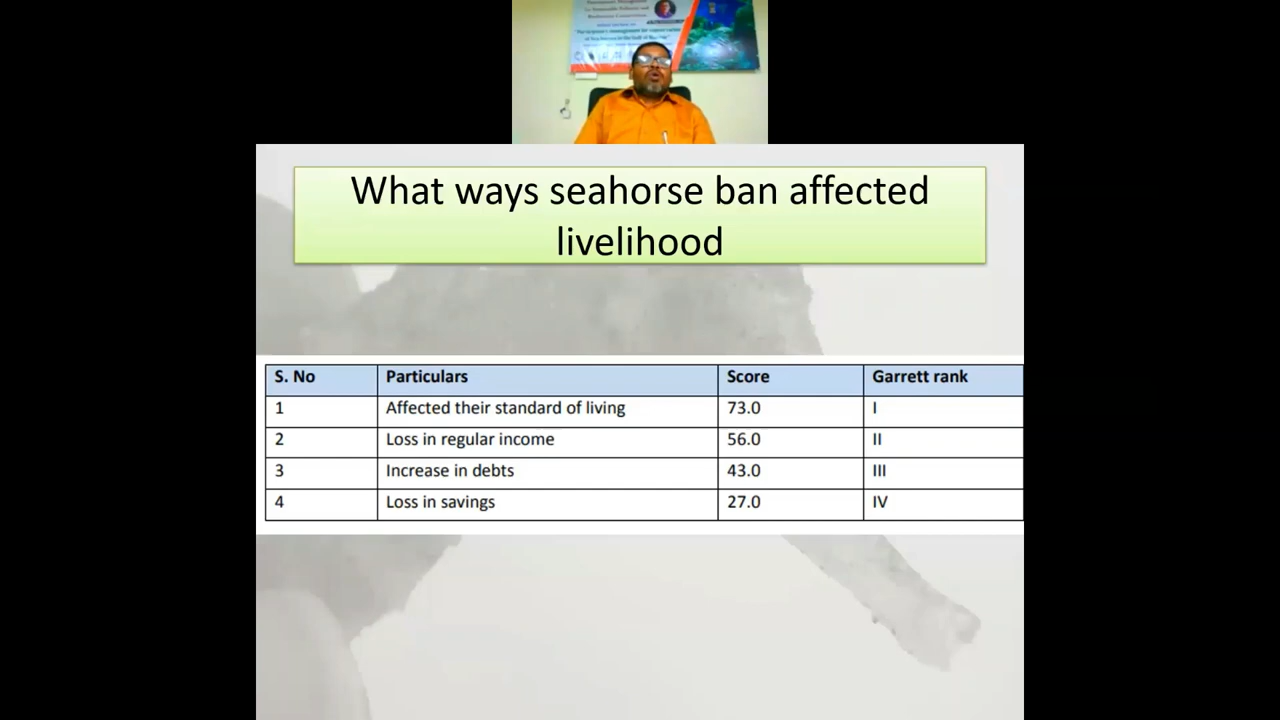 What ways seahorse ban affected
livelihood
S. No Particulars Score Garrett rank
1 Affected their standard of living 73.0 I
2 Loss in regular income 56.0 II
3 Increase in debts 43.0 III
4 Loss in savings 27.0 IV